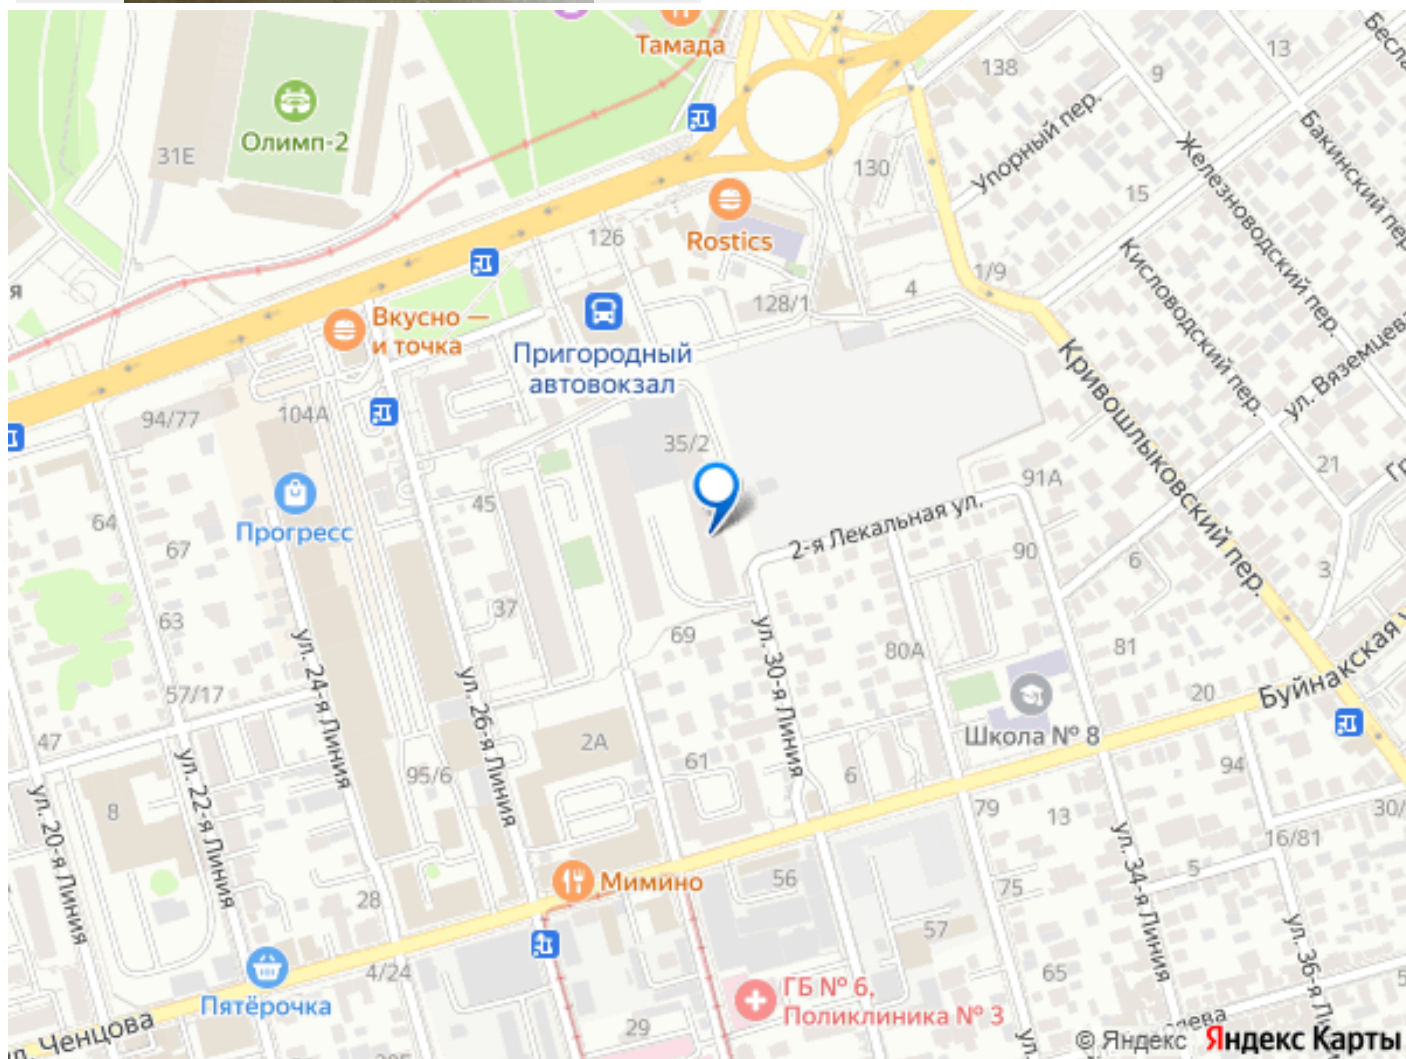 Тамада
138
13
9
Бакинский пер.
Олимп-2
31Е
Упорный пер.
Железноводский пер.
130
15
Rostics
126
Кисловодский пер.
1/9
4
128/1
я
Вкусно —
и точка
Пригородный
автовокзал
ул. Вяземцева
Кривошлыковский пер.
94/77
104А
35/2
21
91А
45
Прогресс
64
67
2-я Лекальная ул.
90
6
3
37
63
69
ул. 24-я Линия
ул. 30-я Линия
80А
81
Буйнакская
ул. 26-я Линия
57/17
20
Школа № 8
47
2А
61
6
94
95/6
ул. 22-я Линия
ул. 20-я Линия
8
79
13
30/
16/81
ул. 34-я Линия
5
Мимино
56
75
28
57
ул. 36-я Ли
4/24
65
5
Пятёрочка
ГБ № 6,
Поликлиника № 3
29
ул.
Ченцова
© Яндекс Яндекс Карты